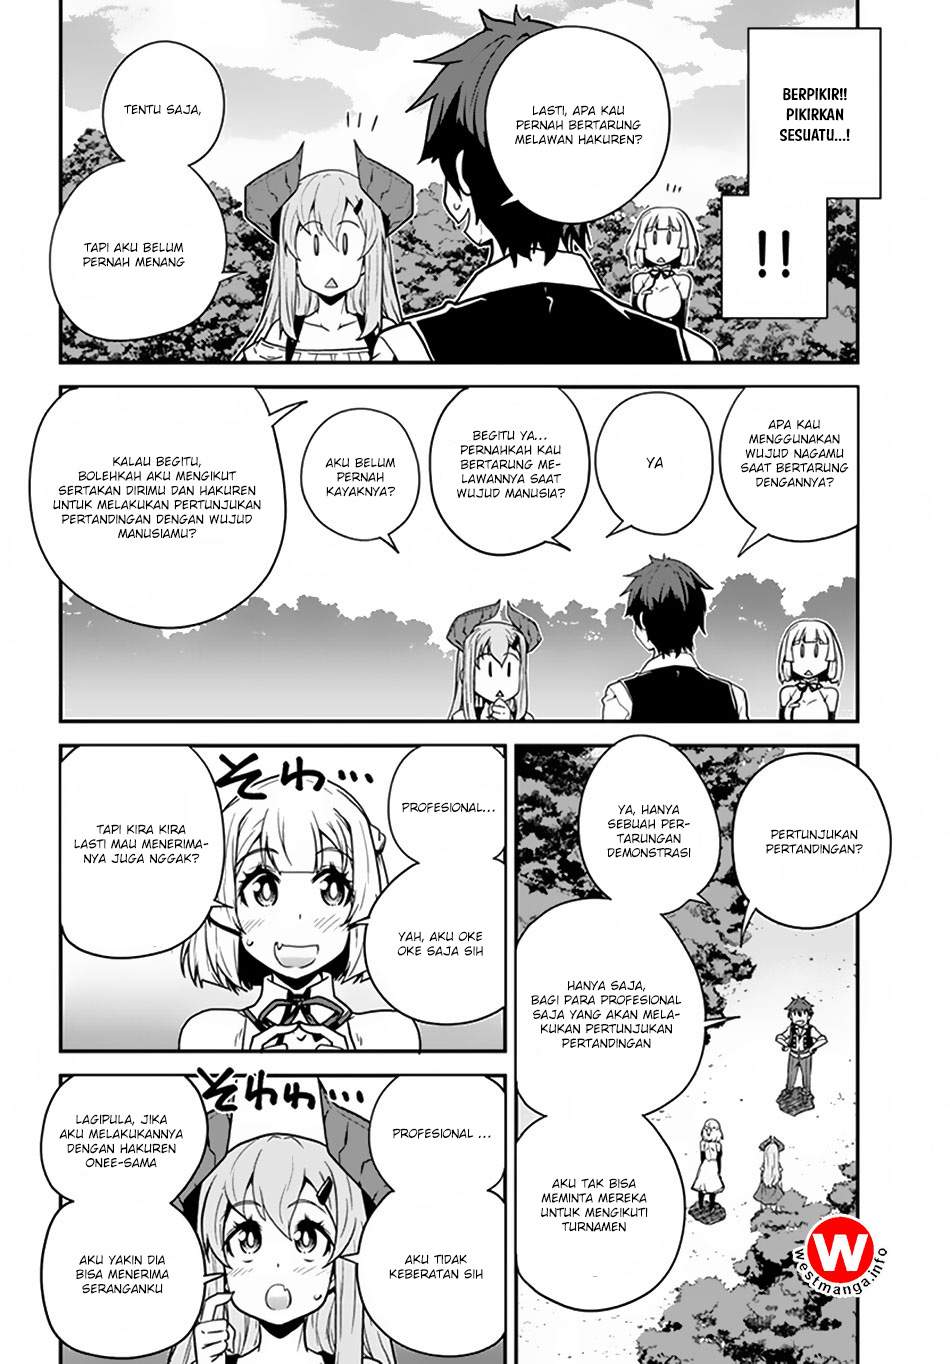 BERPIKIR!!
PIKIRKAN
SESUATU...!
!!
LASTI, APA KAU
PERNAH BERTARUNG
MELAWAN HAKUREN?
TENTU SAJA,
TAPI AKU BELUM
PERNAH MENANG
APA KAU
MENGGUNAKAN
WUJUD NAGAMU
SAAT BERTARUNG
DENGANNYA?
YA
BEGITU YA...
PERNAHKAH KAU
BERTARUNG ME-
LAWANNYA SAAT
WUJUD MANUSIA?
AKU BELUM
PERNAH
KAYAKNYA?
KALAU BEGITU,
BOLEHKAH AKU MENGIKUT
SERTAKAN DIRIMU DAN HAKUREN
UNTUK MELAKUKAN PERTUNJUKAN
PERTANDINGAN DENGAN WUJUD
MANUSIAMU?
PERTUNJUKAN
PERTANDINGAN?
YA, HANYA
SEBUAH PER-
TARUNGAN
DEMONSTRASI
HANYA SAJA,
BAGI PARA PROFESIONAL
SAJA YANG AKAN MELA-
KUKAN PERTUNJUKAN
PERTANDINGAN
AKU TAK BISA
MEMINTA MEREKA
UNTUK MENGIKUTI
TURNAMEN
PROFESIONAL...
YAH, AKU OKE
OKE SAJA SIH
そわ...
TAPI KIRA KIRA
LASTI MAU MENERIMA-
NYA JUGA NGGAK?
PROFESIONAL ...
AKU TIDAK
KEBERATAN SIH
そわそわ...
LAGIPULA, JIKA
AKU MELAKUKANNYA
DENGAN HAKUREN
ONEE-SAMA
AKU YAKIN DIA
BISA MENERIMA
SERANGANKU
W
westmanga.info